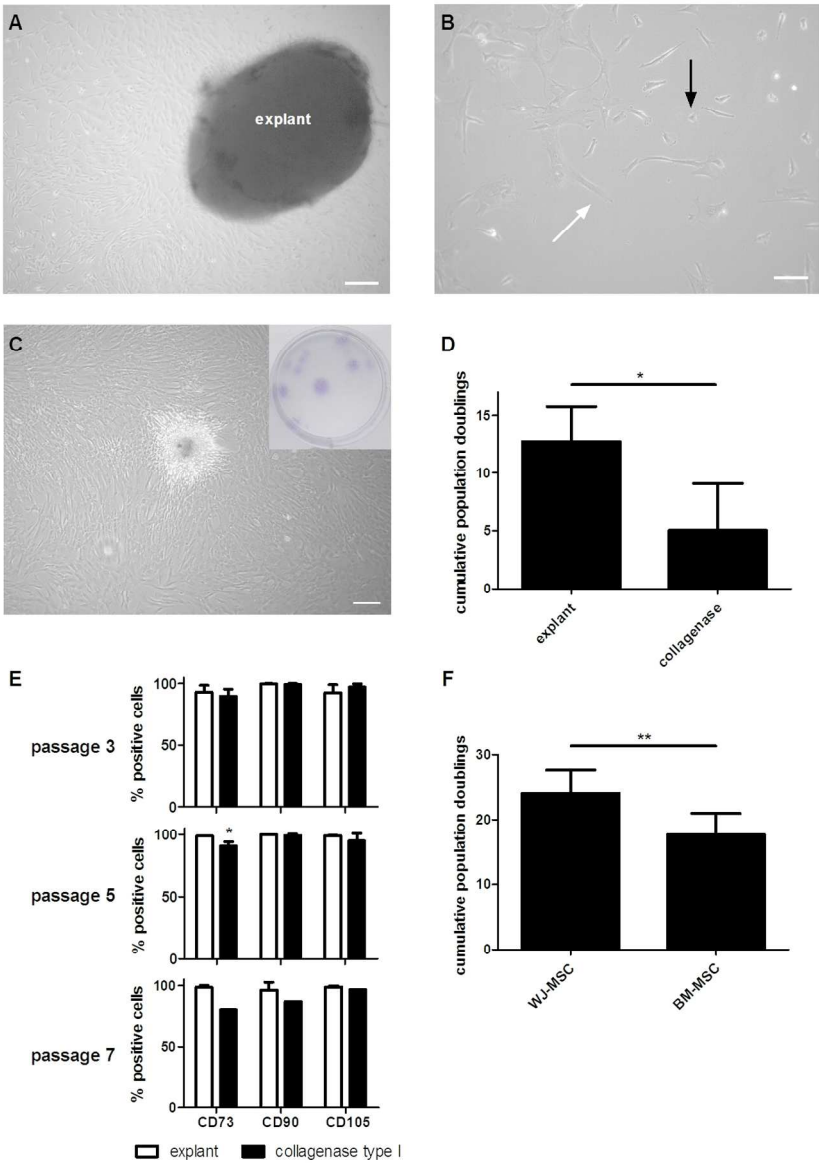 A
explant
B
C
D
cumulative population doublings
*
15
10
5
0
explant
collagenase
E
passage 3
% positive cells
100
50
0
passage 5
% positive cells
*
100
50
0
passage 7
% positive cells
100
50
0
CD73 CD90 CD105
explant collagenase type I
F
cumulative population doublings
**
30
20
10
0
WJ-MSC
BM-MSC